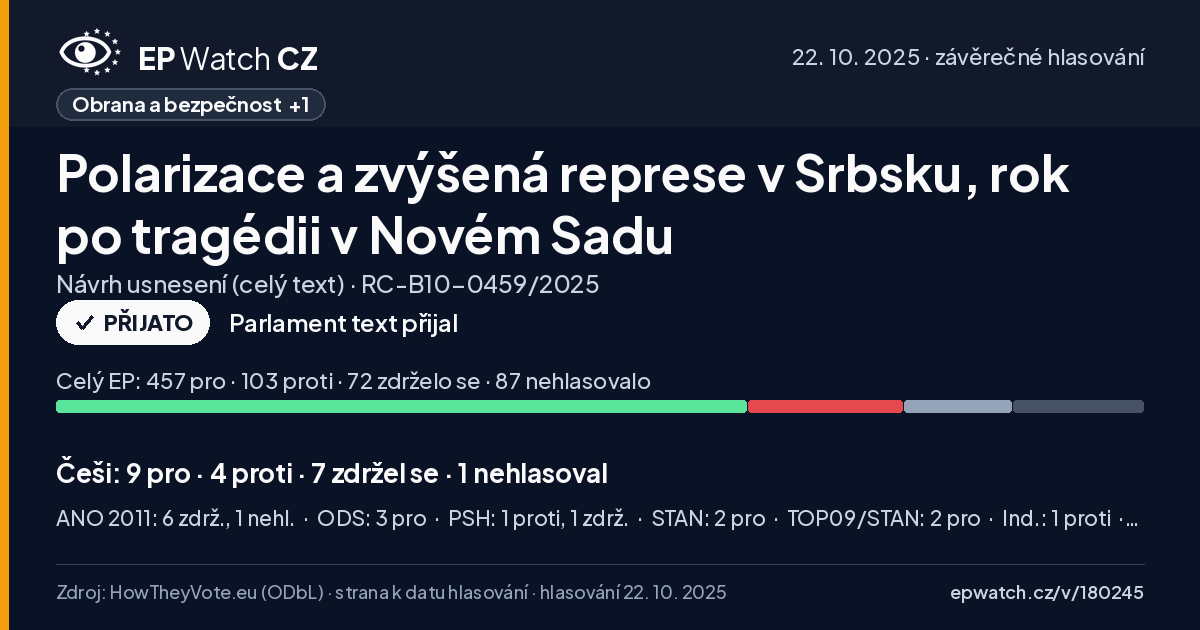 EP Watch CZ
22. 10. 2025 · závěrečné hlasování
Obrana a bezpečnost +1
Polarizace a zvýšená represe v Srbsku, rok
po tragédii v Novém Sadu
Návrh usnesení (celý text) · RC-B10-0459/2025
✓ PŘIJATO Parlament text přijal
Celý EP: 457 pro · 103 proti · 72 zdrželo se · 87 nehlasovalo
Češi: 9 pro · 4 proti · 7 zdržel se · 1 nehlasoval
ANO 2011: 6 zdrž., 1 nehl. · ODS: 3 pro · PSH: 1 proti, 1 zdrž. · STAN: 2 pro · TOP09/STAN: 2 pro · Ind.: 1 proti ·…
Zdroj: HowTheyVote.eu (ODbL) · strana k datu hlasování · hlasování 22. 10. 2025
epwatch.cz/v/180245